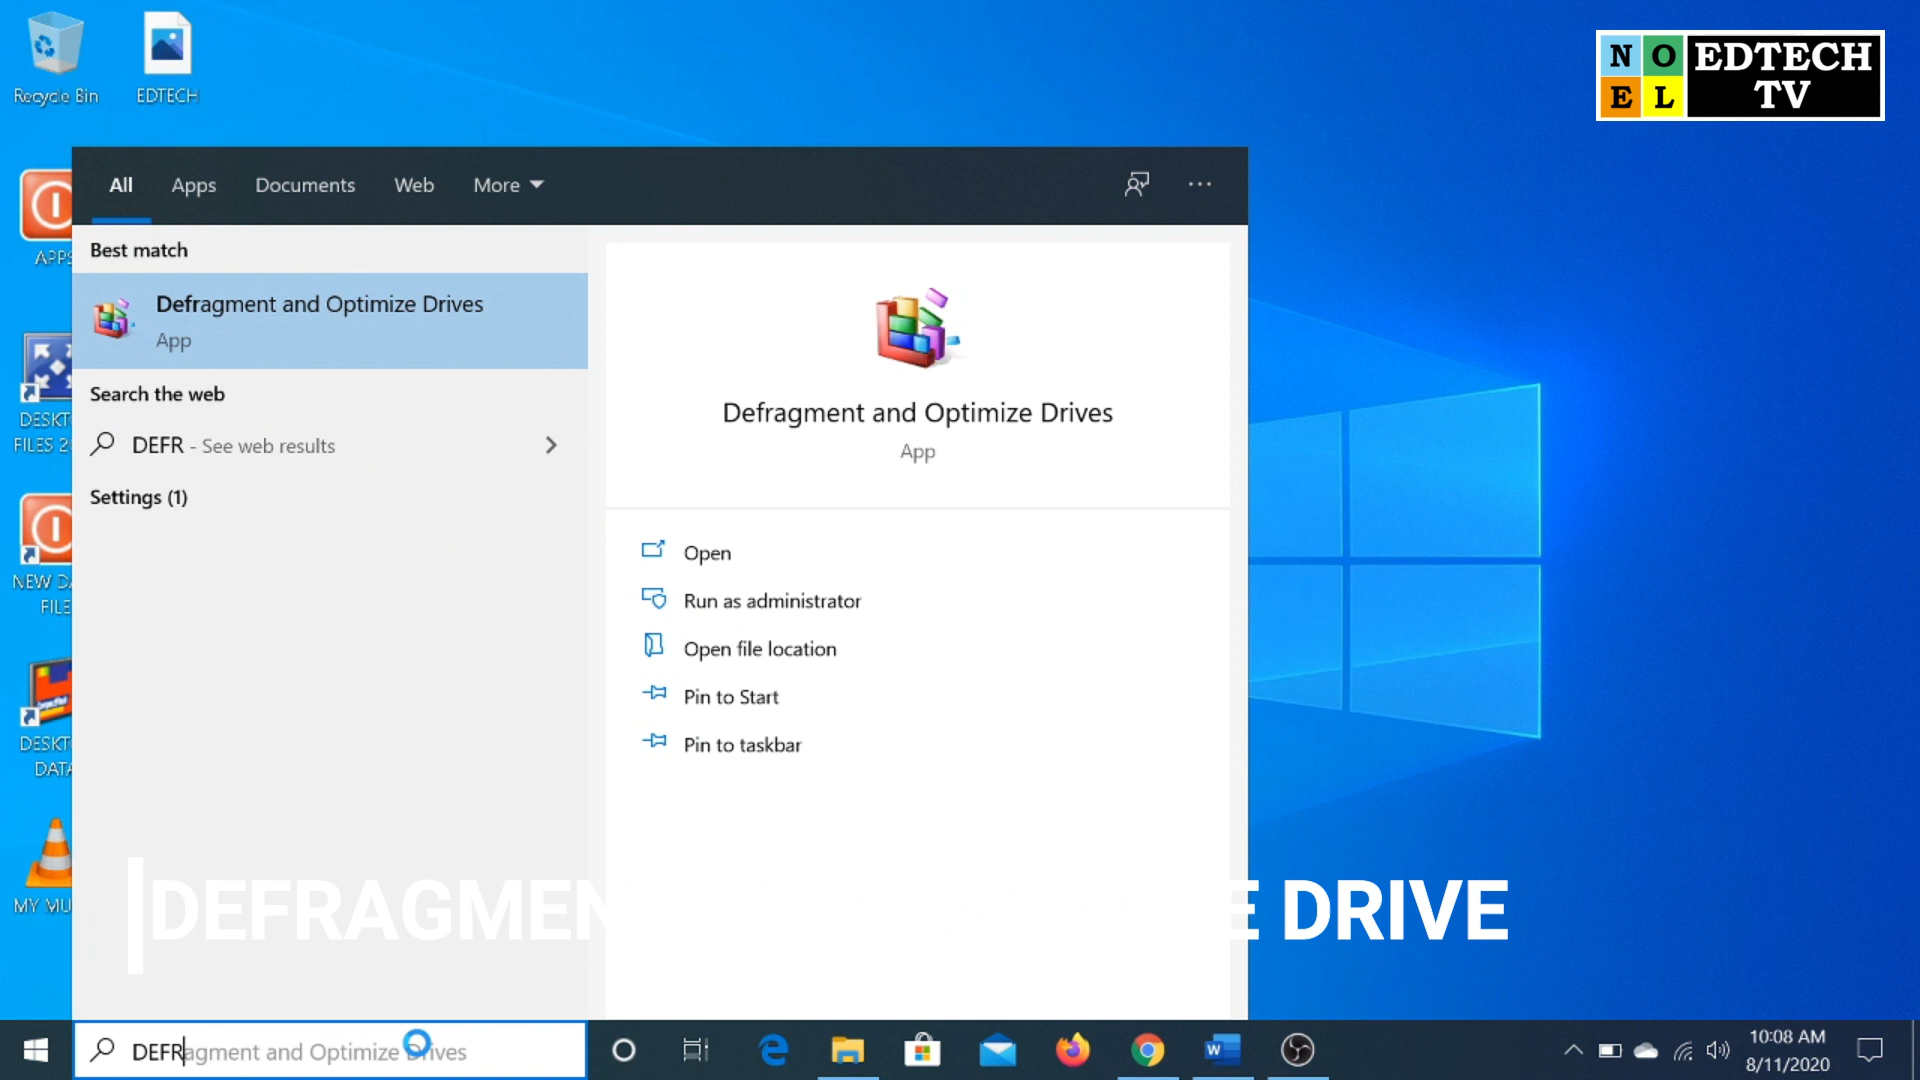 Recycle Bin
EDTECH
N O
E L
EDTECH
TV
All
Apps
Documents
Web
More
APPS
Best match
Defragment and Optimize Drives
App
Search the web
DEFR - See web results
Settings (1)
Defragment and Optimize Drives
App
Open
Run as administrator
Open file location
Pin to Start
Pin to taskbar
DESKT
FILES 2
NEW DA
FILE
DESKT
DATA
MY MU
DEFRAGMEN E DRIVE
DEFRagment and Optimize Drives
10:08 AM
8/11/2020